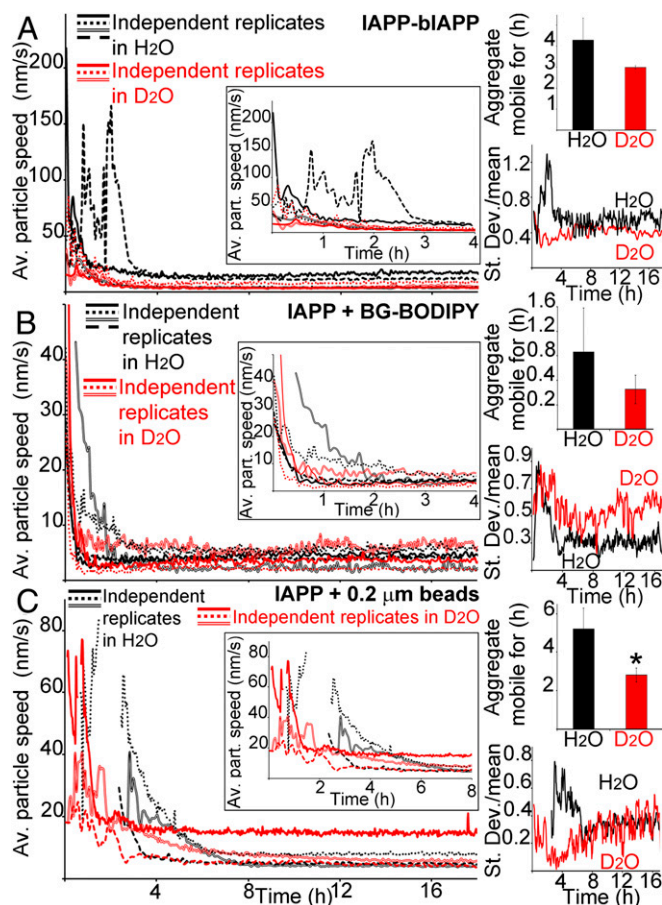 A
IAPP-bIAPP
Independent replicates
in H2O
Independent replicates
in D2O
Av. particle speed (nm/s)
200
150
100
50
Av. part. speed (nm/s)
200
150
100
50
1 2 3 4
Time (h)
Aggregate
mobile for (h)
4
3
2
1
H2O D2O
St. Dev./mean
1.2
0.8
0.4
H2O
D2O
4 8 12 16
Time (h)
B
IAPP + BG-BODIPY
Independent
replicates
in H2O
Independent
replicates
in D2O
Av. particle speed (nm/s)
40
30
20
10
Av. part. speed (nm/s)
50
40
30
20
10
1 2 3 4
Time (h)
Aggregate
mobile for (h)
1.6
1.2
0.8
0.4
0.2
H2O D2O
St. Dev./mean
0.9
0.7
0.5
0.3
D2O
H2O
4 8 12 16
Time (h)
C
IAPP + 0.2 μm beads
Independent
replicates
in H2O
Independent replicates in D2O
Av. particle speed (nm/s)
80
60
40
20
4 8 12 16
Time (h)
Av. part. speed (nm/s)
80
60
40
20
2 4 6 8
Time (h)
Aggregate
mobile for (h)
6
4
2
*
H2O D2O
St. Dev./mean
0.8
0.6
0.4
0.2
H2O
D2O
4 8 12 16
Time (h)